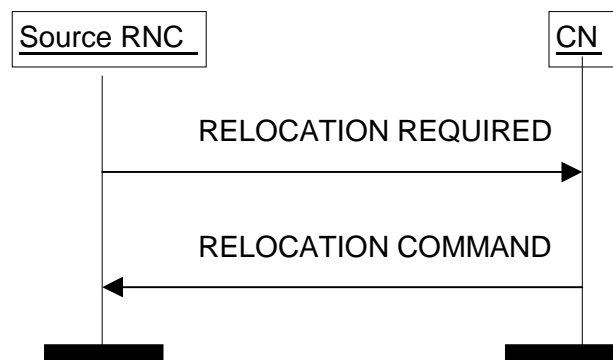 Source RNC
CN
RELOCATION REQUIRED
RELOCATION COMMAND